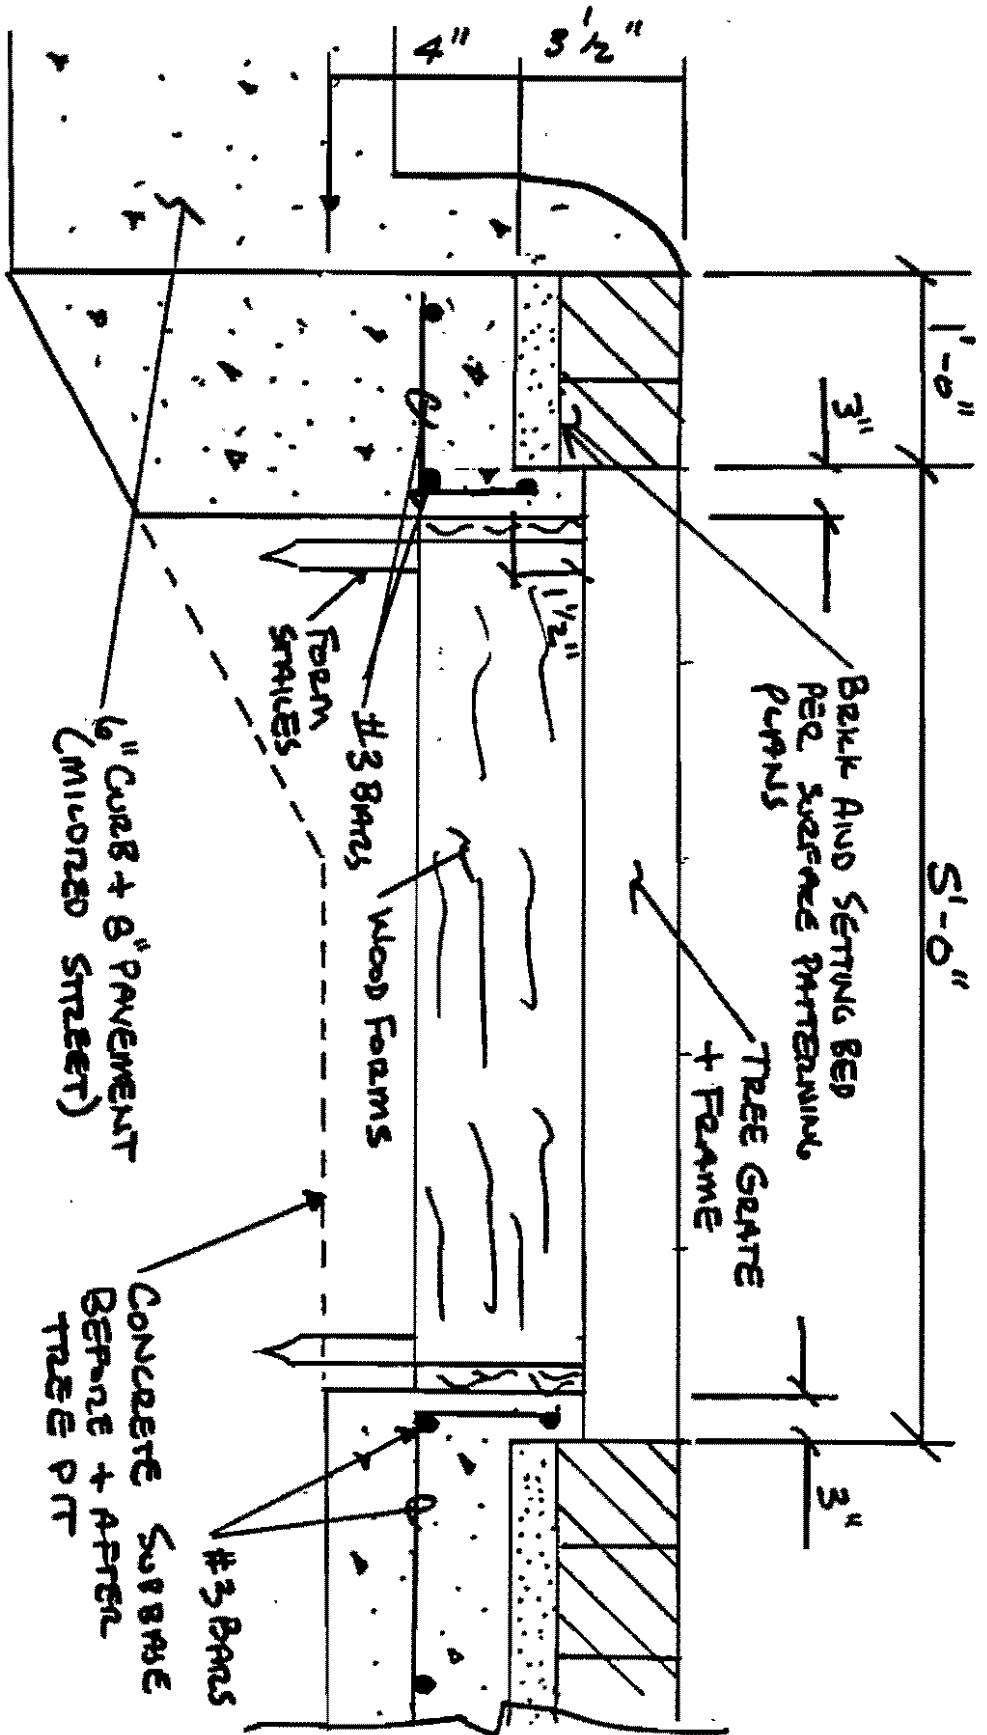 1'-0"
5'-0"
3"
3"
BRICK AND SETTING BED
PER SURFACE PATTERNING
PLANS
TREE GRATE
+ FRAME
3 1/2"
4"
1 1/2"
FORM
STAKES
#3 BARS
WOOD FORMS
6" CURB + 8" PAVEMENT
(MILDRED STREET)
CONCRETE SUBBASE
BEFORE + AFTER
TREE PIT
#3 BARS